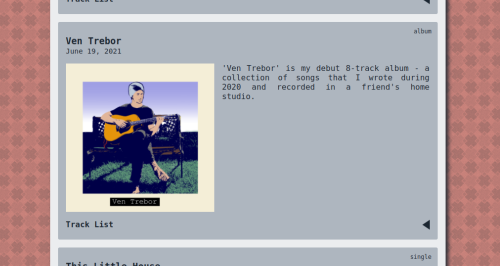 Track List
album
Ven Trebor
June 19, 2021
'Ven Trebor' is my debut 8-track album - a
collection of songs that I wrote during
2020 and recorded in a friend's home
studio.
Ven Trebor
Track List
single
This Little House